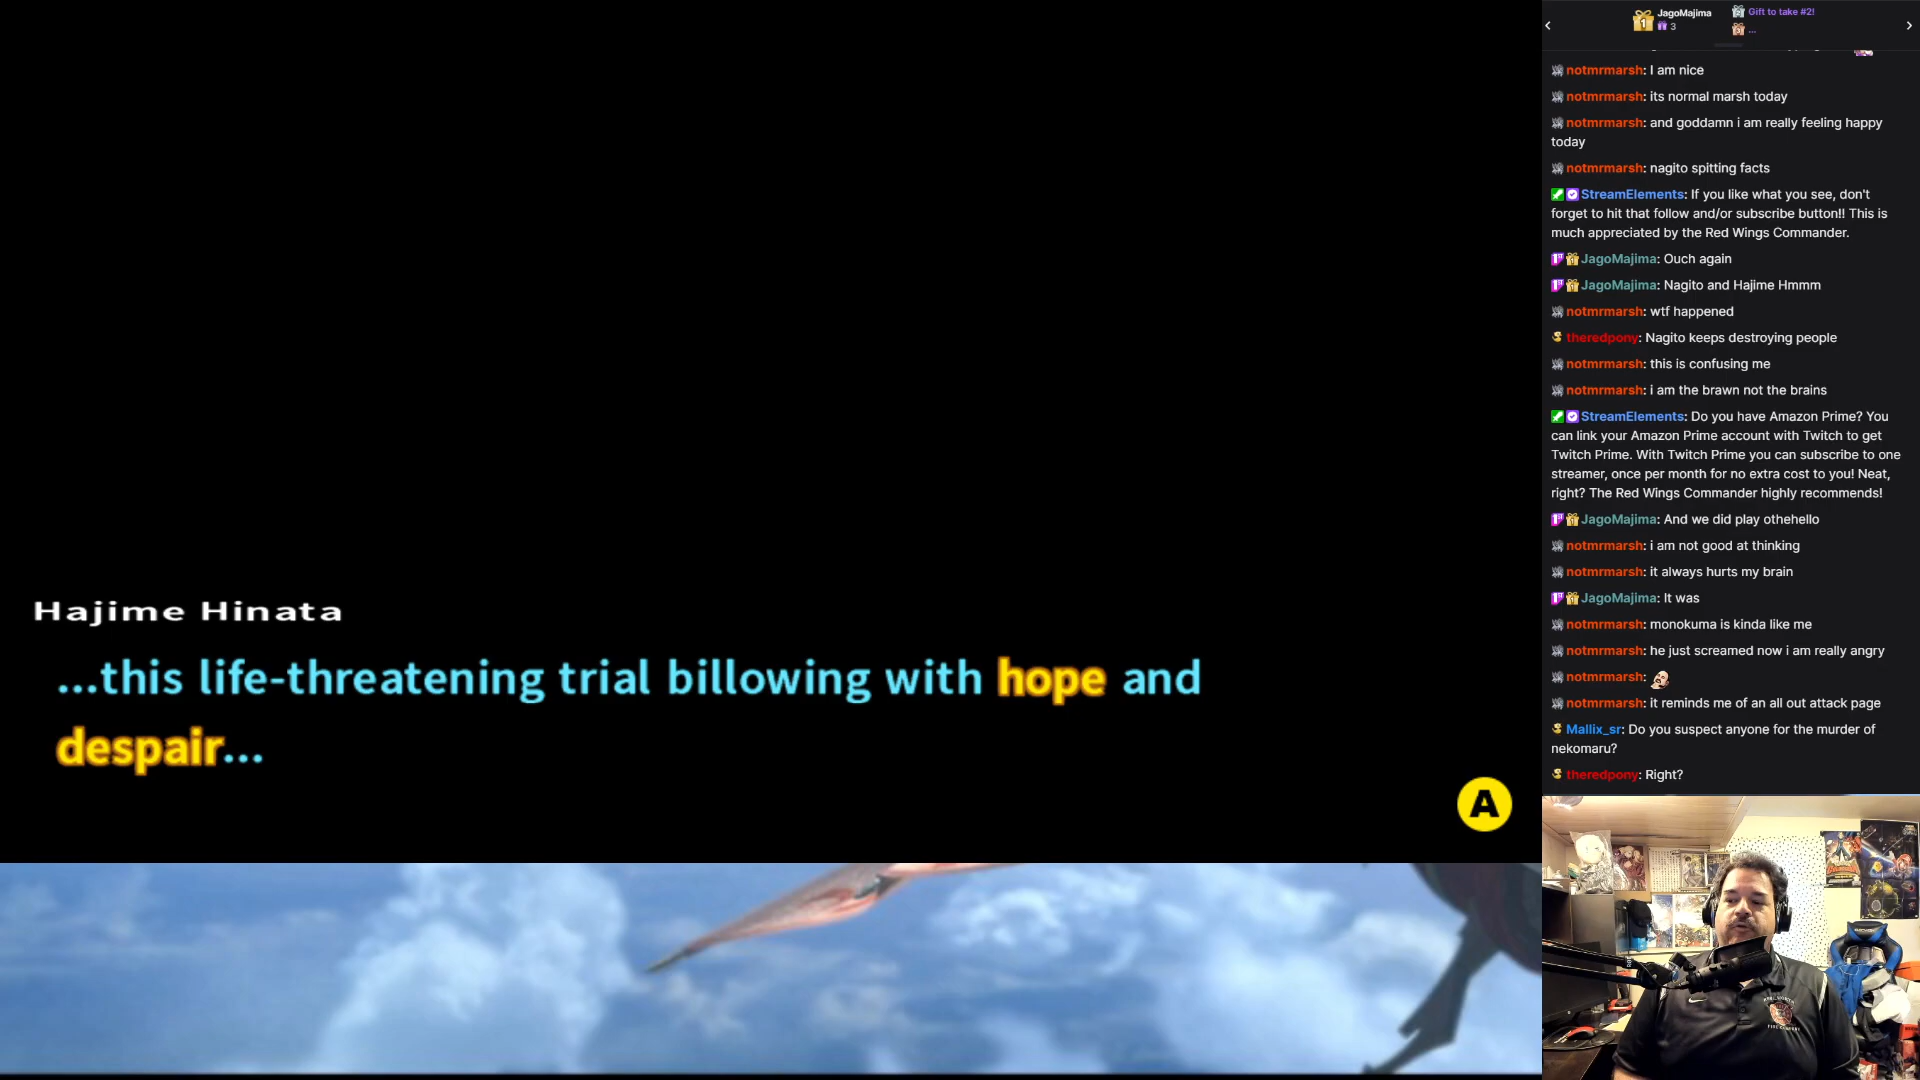 Hajime Hinata
...this life-threatening trial billowing with hope and
despair...
A
JagoMajima
3
Gift to take #2!
...
notmrmarsh: I am nice
notmrmarsh: its normal marsh today
notmrmarsh: and goddamn i am really feeling happy
today
notmrmarsh: nagito spitting facts
StreamElements: If you like what you see, don't
forget to hit that follow and/or subscribe button!! This is
much appreciated by the Red Wings Commander.
JagoMajima: Ouch again
JagoMajima: Nagito and Hajime Hmmm
notmrmarsh: wtf happened
theredpony: Nagito keeps destroying people
notmrmarsh: this is confusing me
notmrmarsh: i am the brawn not the brains
StreamElements: Do you have Amazon Prime? You
can link your Amazon Prime account with Twitch to get
Twitch Prime. With Twitch Prime you can subscribe to one
streamer, once per month for no extra cost to you! Neat,
right? The Red Wings Commander highly recommends!
JagoMajima: And we did play othehello
notmrmarsh: i am not good at thinking
notmrmarsh: it always hurts my brain
JagoMajima: It was
notmrmarsh: monokuma is kinda like me
notmrmarsh: he just screamed now i am really angry
notmrmarsh:
notmrmarsh: it reminds me of an all out attack page
Mallix_sr: Do you suspect anyone for the murder of
nekomaru?
theredpony: Right?